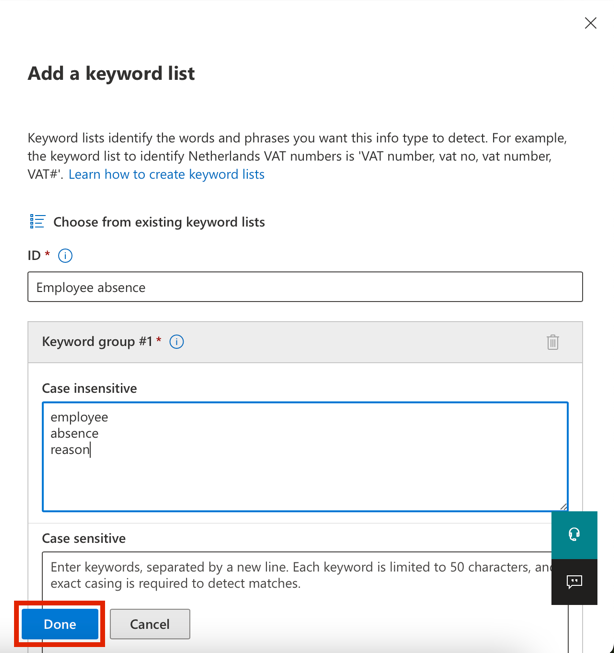 Add a keyword list
Keyword lists identify the words and phrases you want this info type to detect. For example,
the keyword list to identify Netherlands VAT numbers is 'VAT number, vat no, vat number,
VAT#'. Learn how to create keyword lists
Choose from existing keyword lists
ID *
Employee absence
Keyword group #1 *
Case insensitive
employee
absence
reason
Case sensitive
Enter keywords, separated by a new line. Each keyword is limited to 50 characters, and
exact casing is required to detect matches.
Done
Cancel